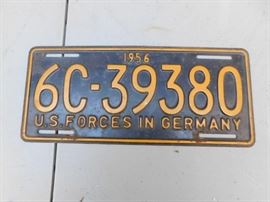 1956
6C-39380
U.S. FORCES IN GERMANY